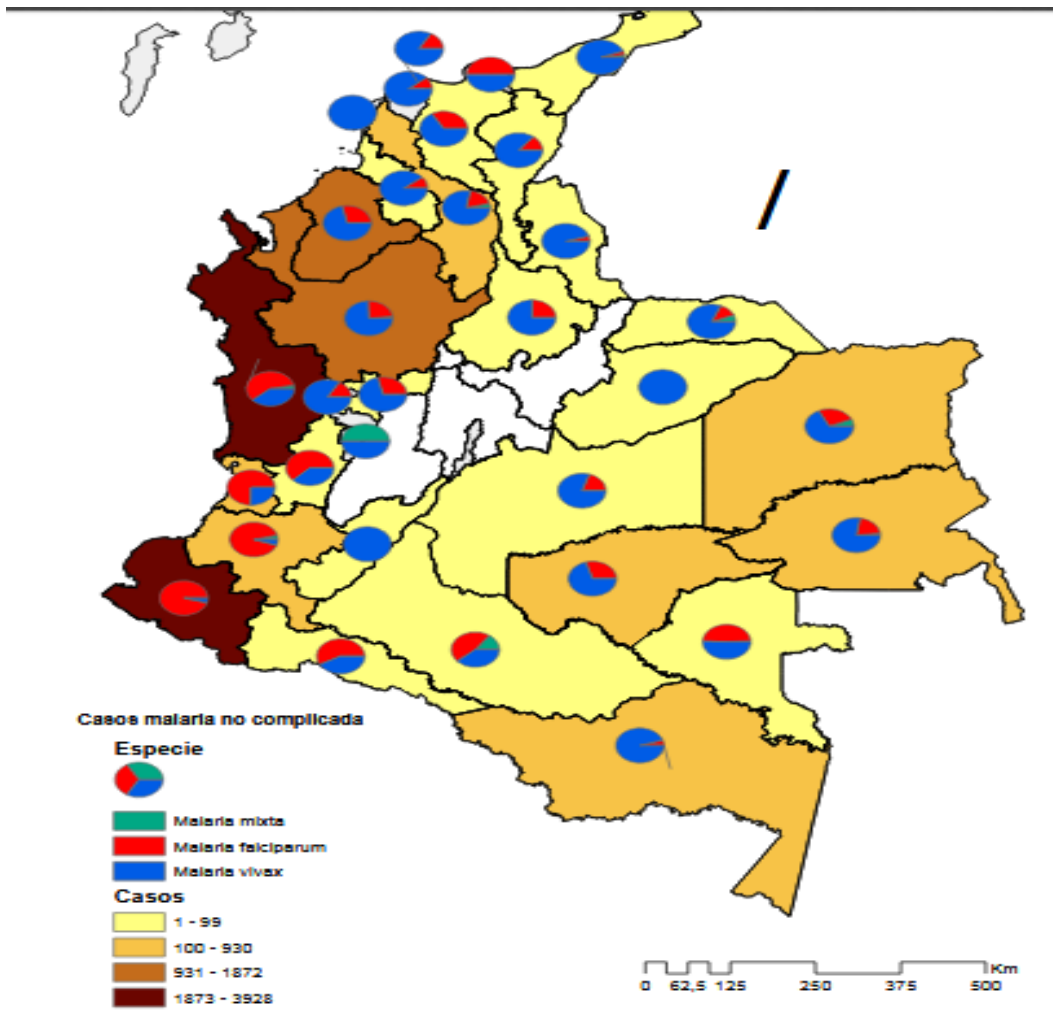 Casos malaria no complicada
Especie
Malaria mixta
Malaria falciparum
Malaria vivax
Casos
1 - 99
100 - 930
931 - 1872
1873 - 3928
Km
0 62,5 125 250 375 500
/